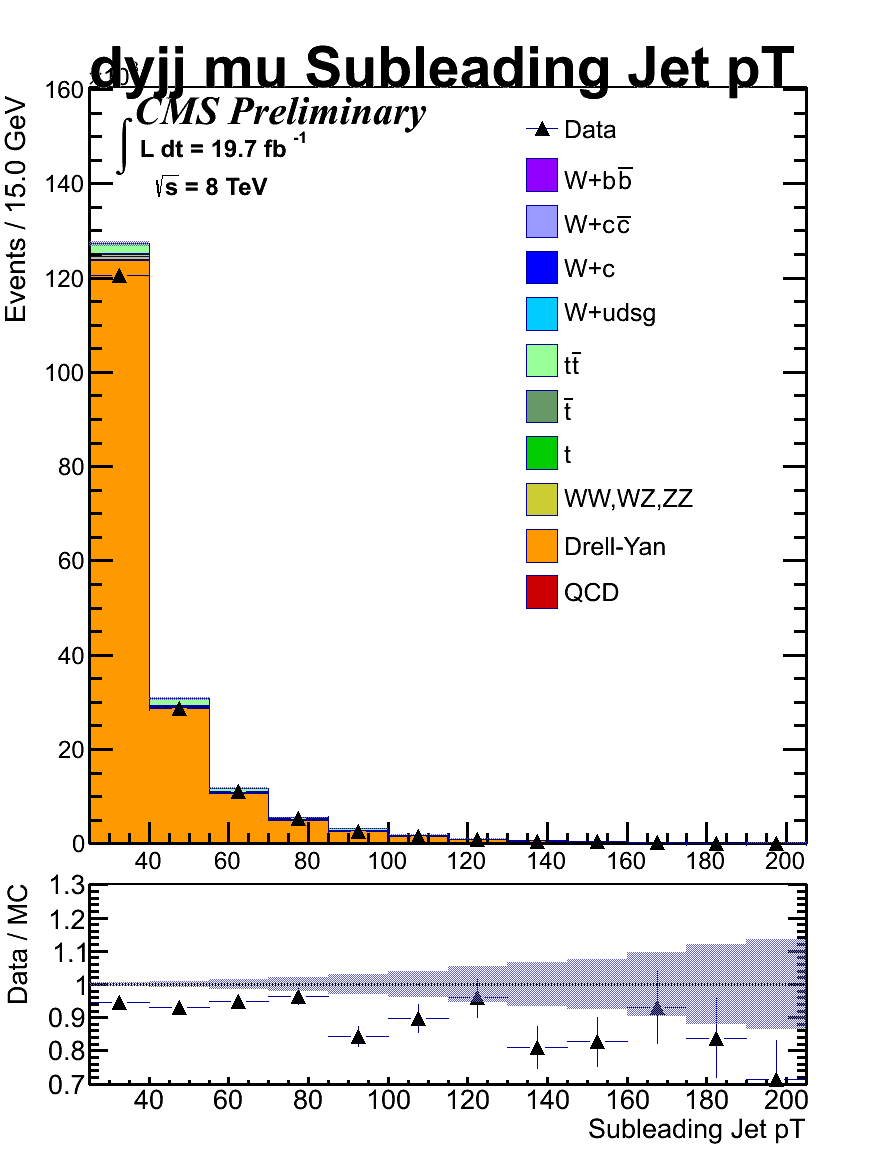 dyjj mu Subleading Jet pT
160
CMS Preliminary
∫ L dt = 19.7 fb -1
√s = 8 TeV
Events / 15.0 GeV
140
120
100
80
60
40
20
0
Data
W+bb̅
W+cc̅
W+c
W+udsg
tt̅
t̅
t
WW,WZ,ZZ
Drell-Yan
QCD
40 60 80 100 120 140 160 180 200
Data / MC
1.3
1.2
1.1
1
0.9
0.8
0.7
40 60 80 100 120 140 160 180 200
Subleading Jet pT